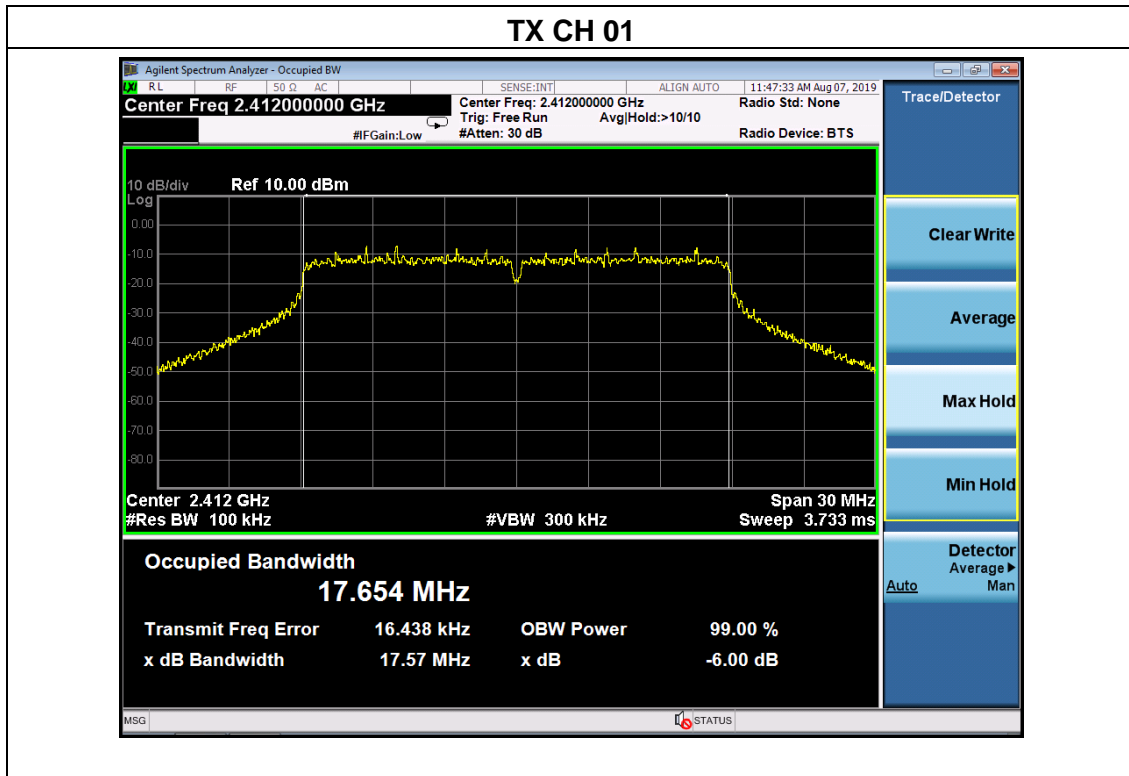 TX CH 01
Agilent Spectrum Analyzer - Occupied BW
LXI RL RF 50 Ω AC SENSE:INT ALIGN AUTO 11:47:33 AM Aug 07, 2019
Center Freq 2.412000000 GHz
Center Freq: 2.412000000 GHz Radio Std: None
Trig: Free Run Avg|Hold:>10/10
#IFGain:Low #Atten: 30 dB Radio Device: BTS
Trace/Detector
10 dB/div Ref 10.00 dBm
Log
0.00
-10.0
-20.0
-30.0
-40.0
-50.0
-60.0
-70.0
-80.0
Center 2.412 GHz Span 30 MHz
#Res BW 100 kHz #VBW 300 kHz Sweep 3.733 ms
Occupied Bandwidth
17.654 MHz
Transmit Freq Error 16.438 kHz OBW Power 99.00 %
x dB Bandwidth 17.57 MHz x dB -6.00 dB
Clear Write
Average
Max Hold
Min Hold
Detector
Average▶
Auto Man
MSG STATUS